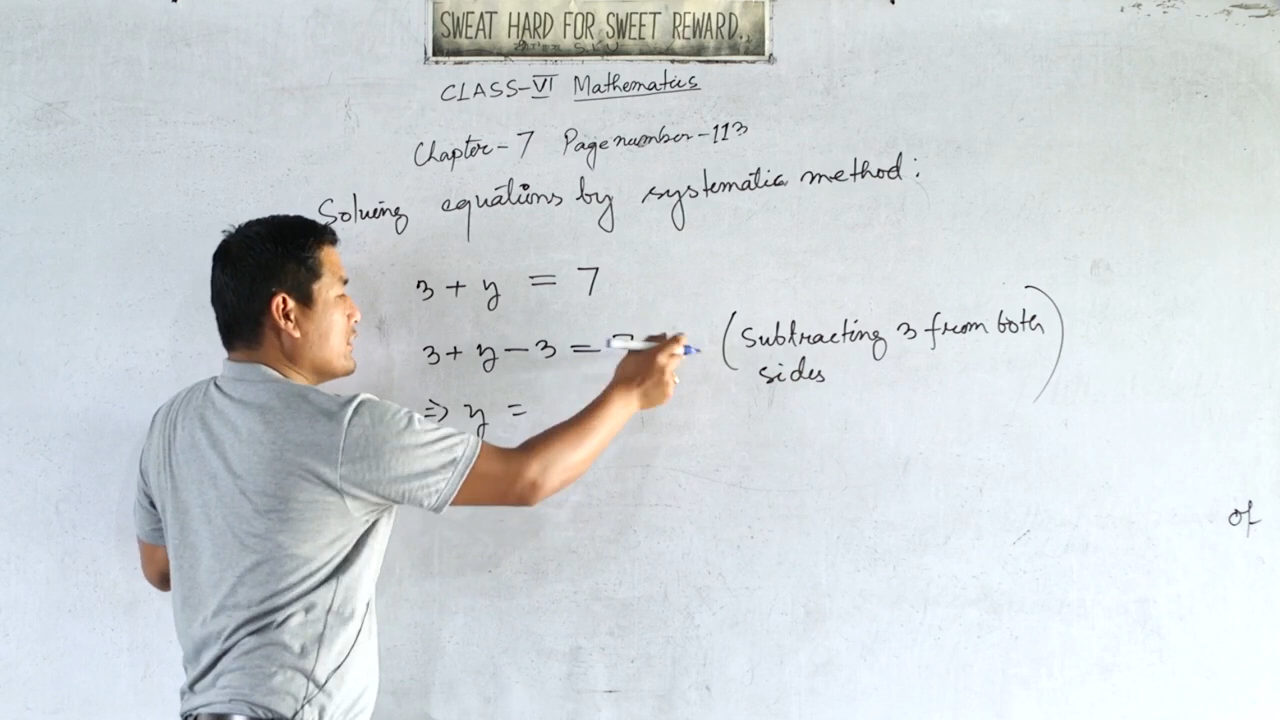 SWEAT HARD FOR SWEET REWARD..
CLASS-VI Mathematics
Chapter-7 Page number-113
Solving equations by systematic method:
3 + y = 7
3 + y - 3 =
(Subtracting 3 from both
sides)
⇒ y =
of